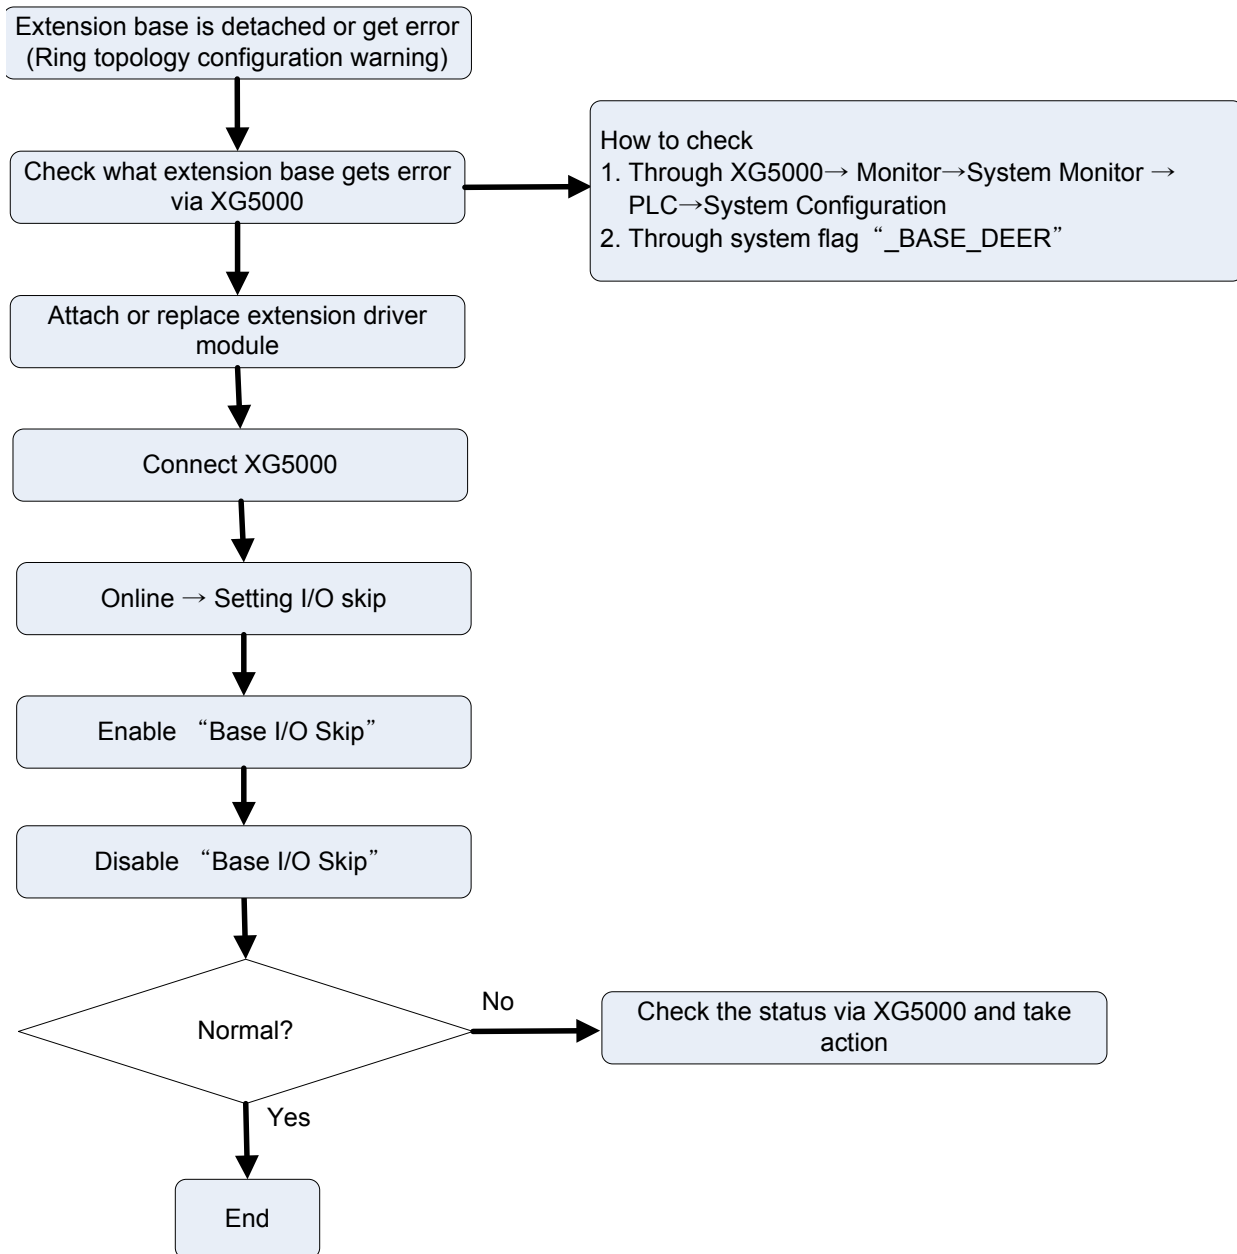 Extension base is detached or get error
(Ring topology configuration warning)
Check what extension base gets error
via XG5000
How to check
1. Through XG5000→ Monitor→System Monitor →
PLC→System Configuration
2. Through system flag “_BASE_DEER”
Attach or replace extension driver
module
Connect XG5000
Online → Setting I/O skip
Enable “Base I/O Skip”
Disable “Base I/O Skip”
Normal?
No
Check the status via XG5000 and take
action
Yes
End